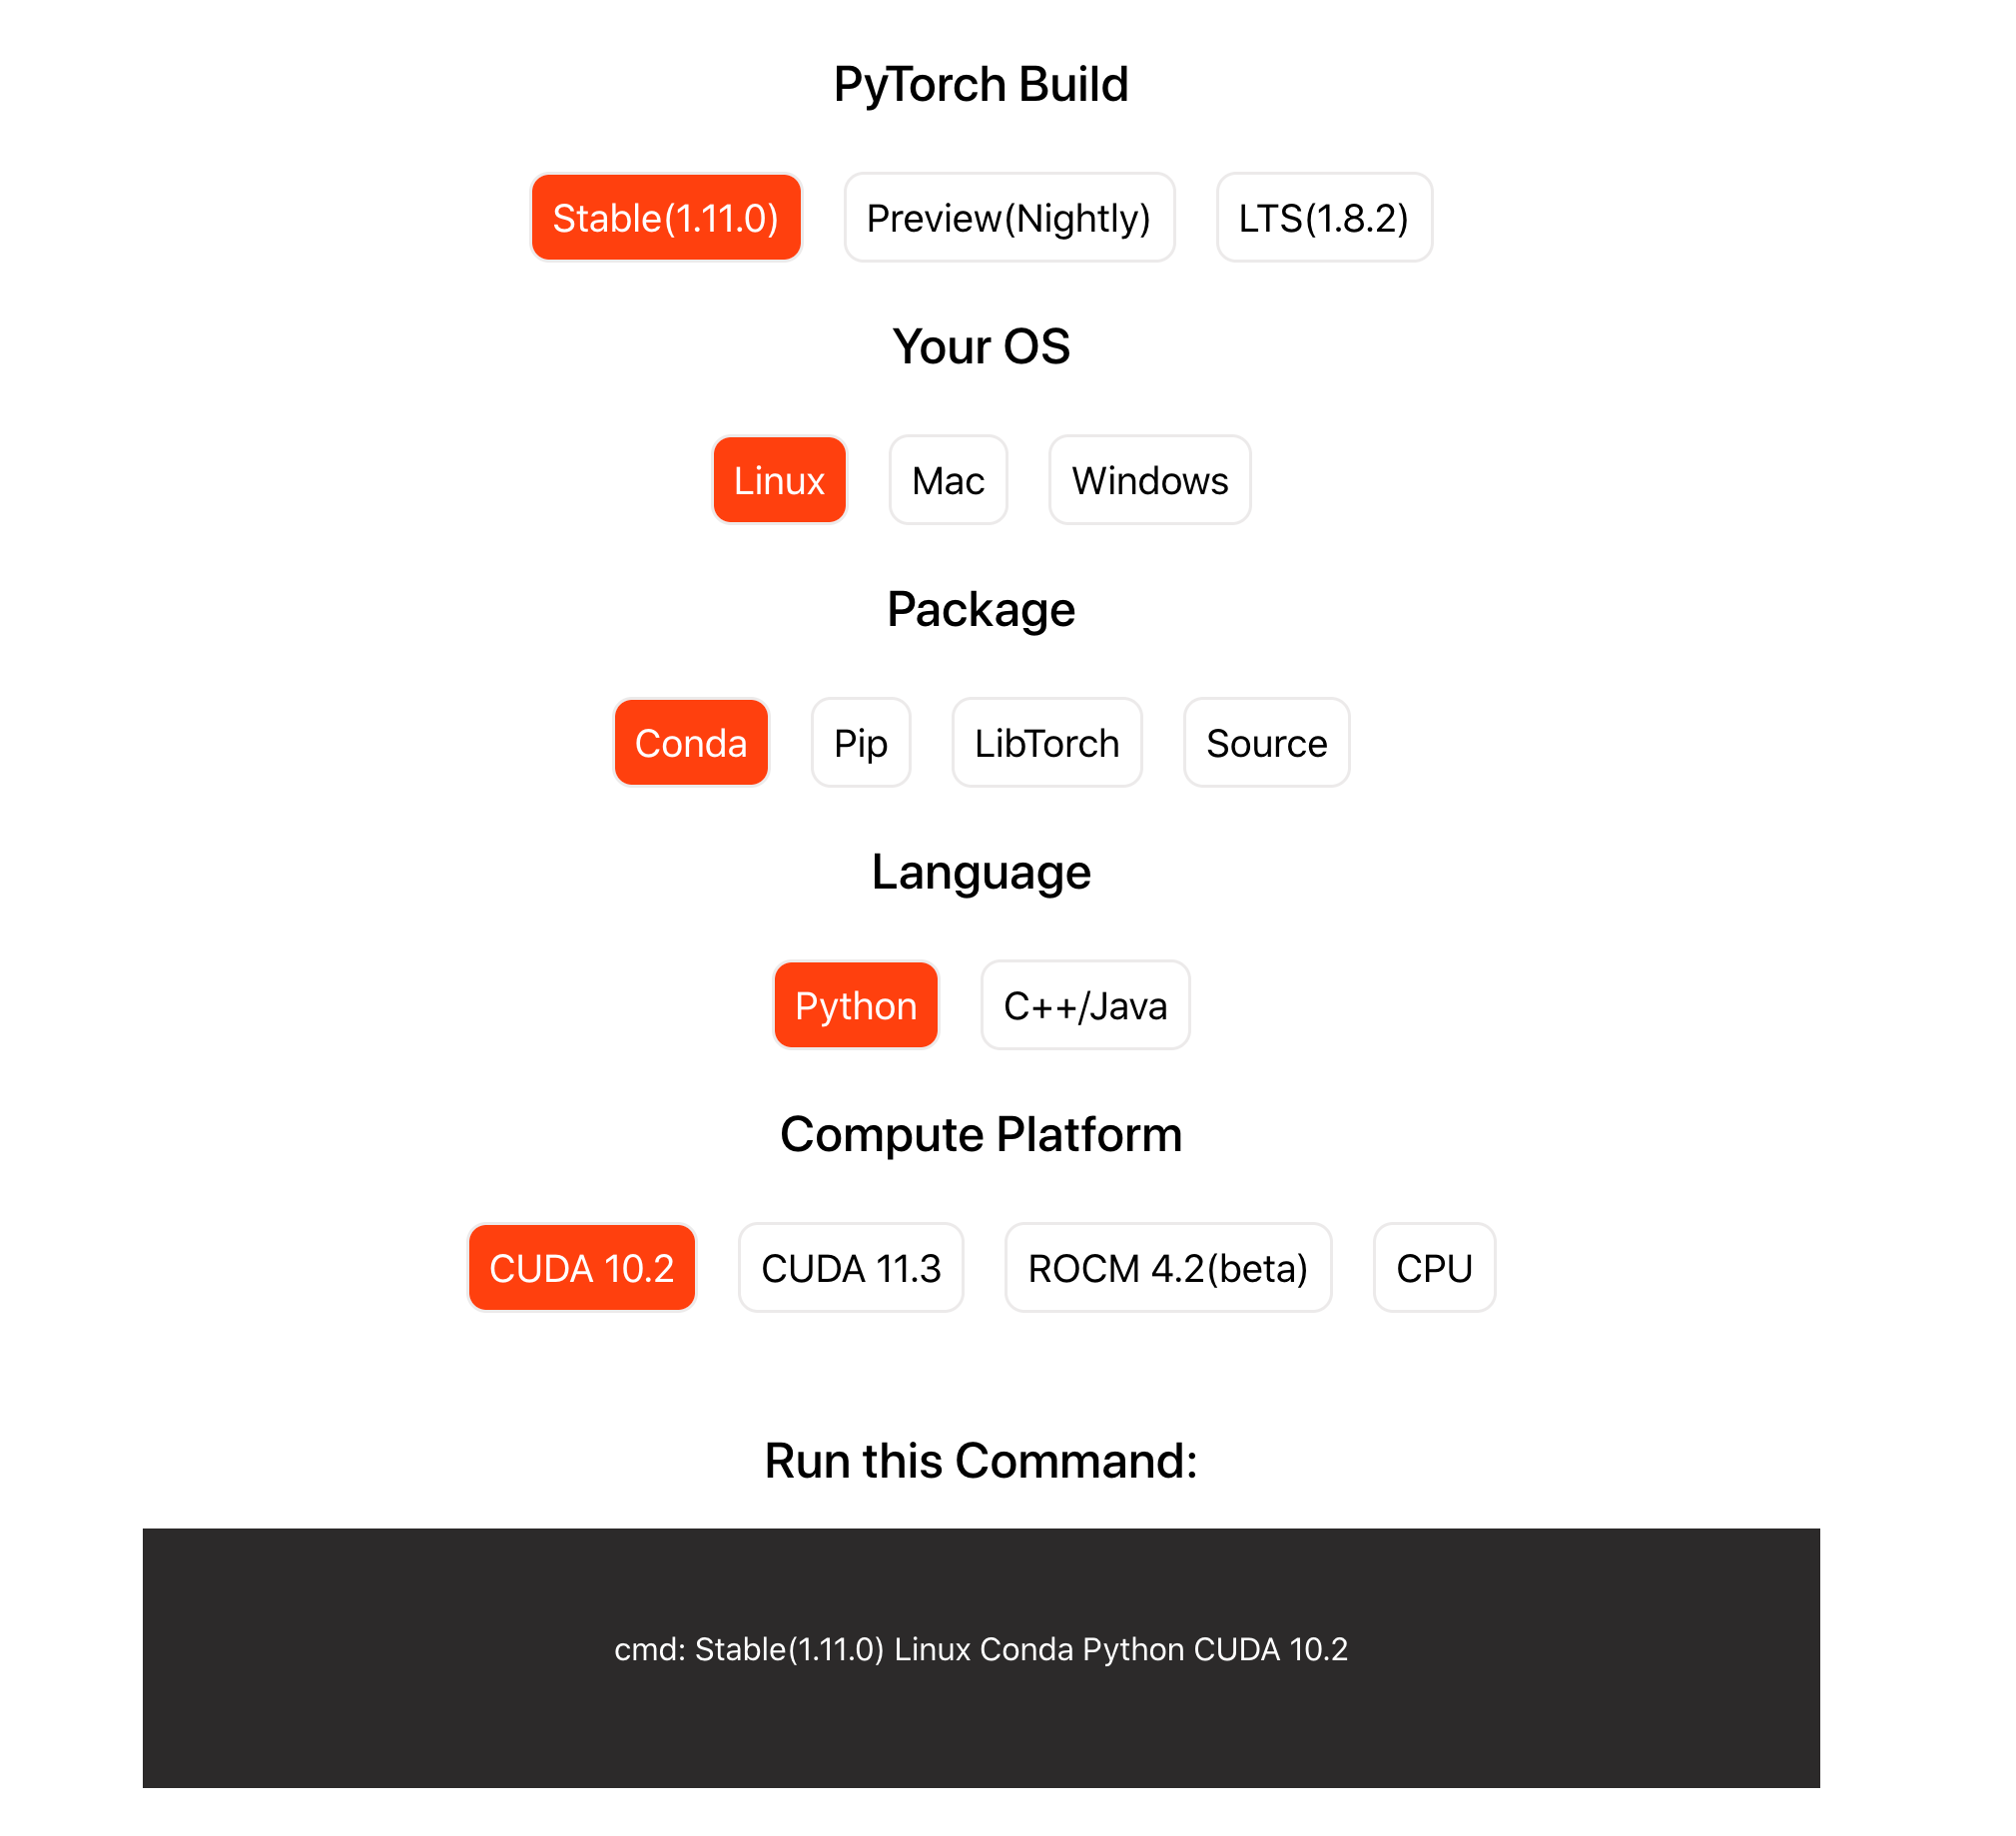 PyTorch Build
Stable(1.11.0) Preview(Nightly) LTS(1.8.2)
Your OS
Linux Mac Windows
Package
Conda Pip LibTorch Source
Language
Python C++/Java
Compute Platform
CUDA 10.2 CUDA 11.3 ROCM 4.2(beta) CPU
Run this Command:
cmd: Stable(1.11.0) Linux Conda Python CUDA 10.2